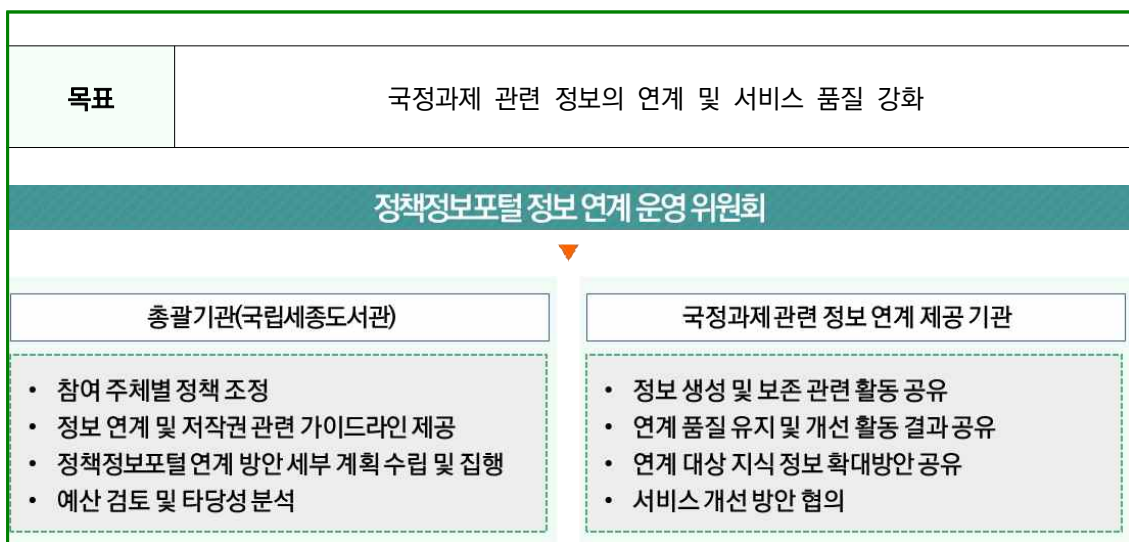 목표
국정과제 관련 정보의 연계 및 서비스 품질 강화
정책정보포털 정보 연계 운영 위원회
총괄기관(국립세종도서관)
• 참여 주체별 정책 조정
• 정보 연계 및 저작권 관련 가이드라인 제공
• 정책정보포털 연계 방안 세부 계획 수립 및 집행
• 예산 검토 및 타당성 분석
국정과제 관련 정보 연계 제공 기관
• 정보 생성 및 보존 관련 활동 공유
• 연계 품질 유지 및 개선 활동 결과 공유
• 연계 대상 지식 정보 확대방안 공유
• 서비스 개선 방안 협의